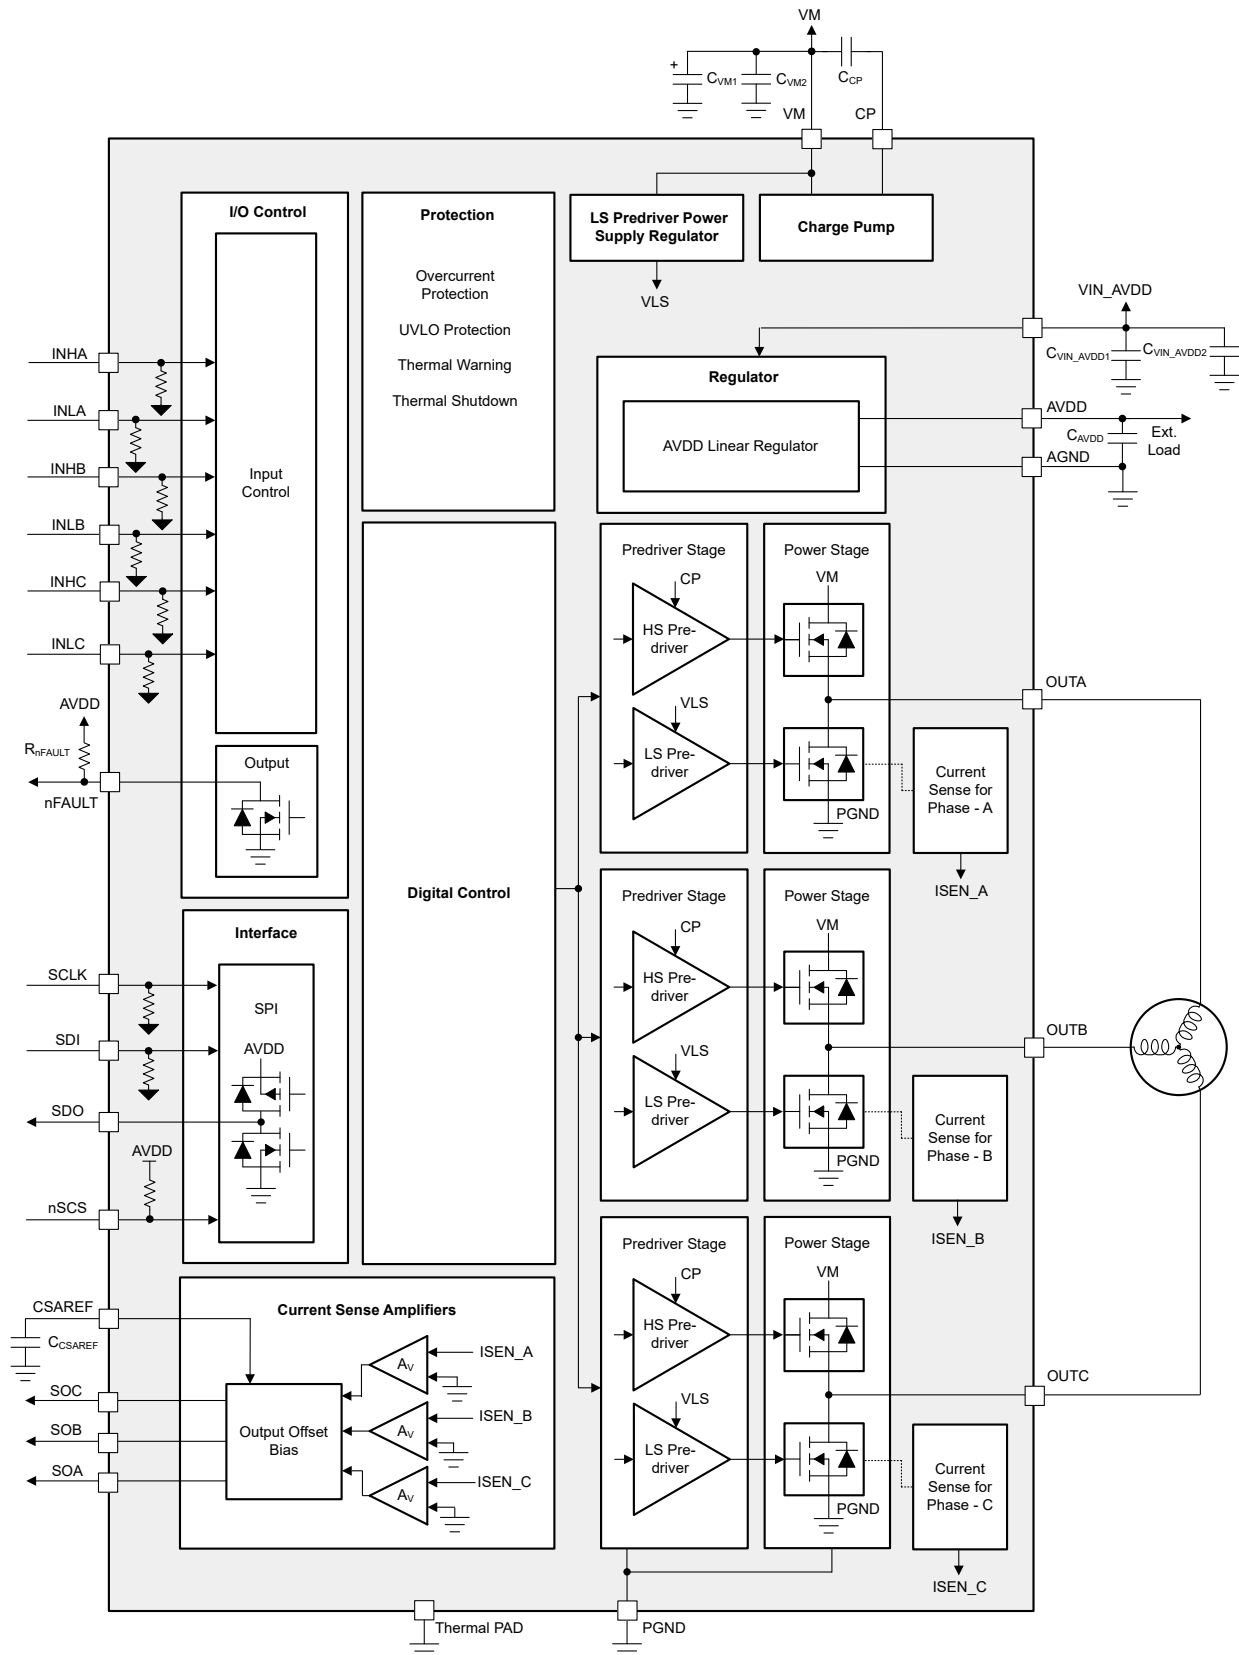 VM
+
CVM1
CVM2
CCP
VM
CP
I/O Control
Input
Control
Output
Protection
Overcurrent
Protection
UVLO Protection
Thermal Warning
Thermal Shutdown
LS Predriver Power
Supply Regulator
VLS
Charge Pump
VIN_AVDD
CVIN_AVDD1
CVIN_AVDD2
Regulator
AVDD Linear Regulator
AVDD
CAVDD
Ext.
Load
AGND
INHA
INLA
INHB
INLB
INHC
INLC
AVDD
RnFAULT
nFAULT
Digital Control
Predriver Stage
CP
HS Pre-
driver
VLS
LS Pre-
driver
Power Stage
VM
PGND
OUTA
Current
Sense for
Phase - A
ISEN_A
Predriver Stage
CP
HS Pre-
driver
VLS
LS Pre-
driver
Power Stage
VM
PGND
OUTB
Current
Sense for
Phase - B
ISEN_B
Predriver Stage
CP
HS Pre-
driver
VLS
LS Pre-
driver
Power Stage
VM
PGND
OUTC
Current
Sense for
Phase - C
ISEN_C
Interface
SPI
AVDD
SCLK
SDI
SDO
AVDD
nSCS
Current Sense Amplifiers
CSAREF
CCSAREF
SOC
SOB
SOA
Output Offset
Bias
AV
ISEN_A
AV
ISEN_B
AV
ISEN_C
Thermal PAD
PGND